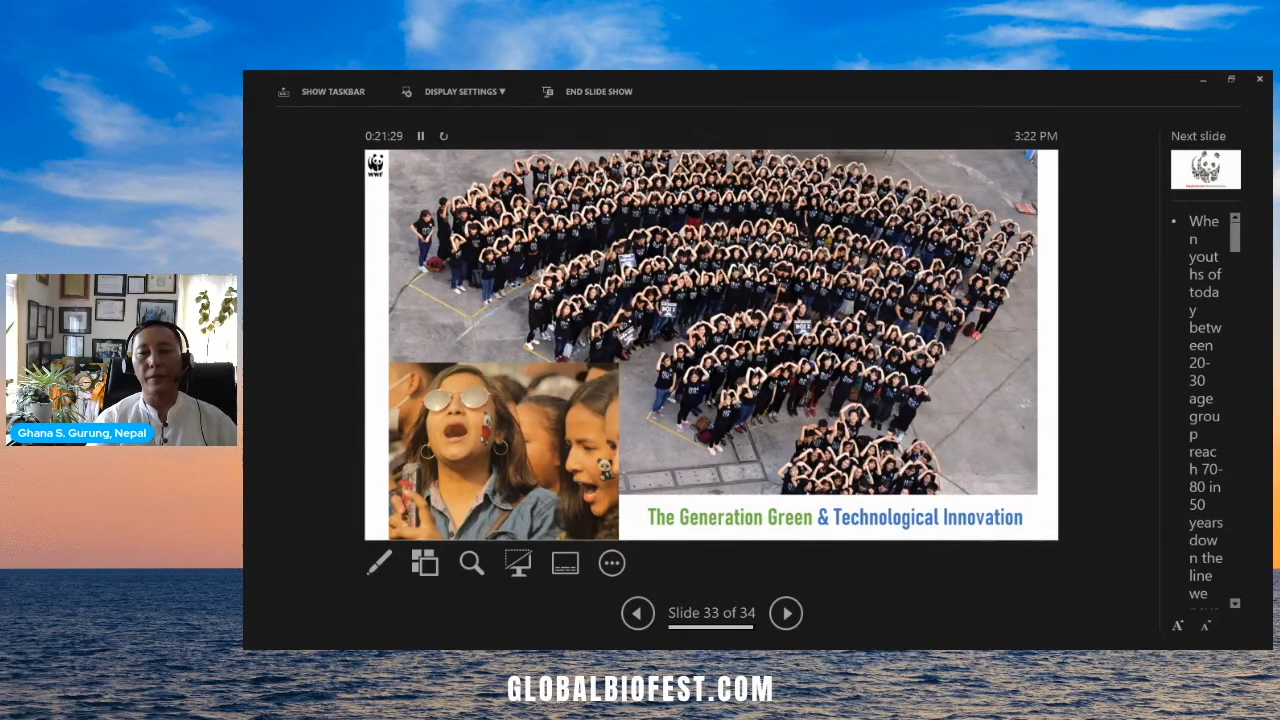 SHOW TASKBAR
DISPLAY SETTINGS ▼
END SLIDE SHOW
0:21:29
3:22 PM
Next slide
WWF
The Generation Green & Technological Innovation
• Whe
n
yout
hs of
toda
y
betw
een
20-
30
age
grou
p
reac
h 70-
80 in
50
years
dow
n the
line
we
Ghana S. Gurung, Nepal
Slide 33 of 34
A
A
GLOBALBIOFEST.COM